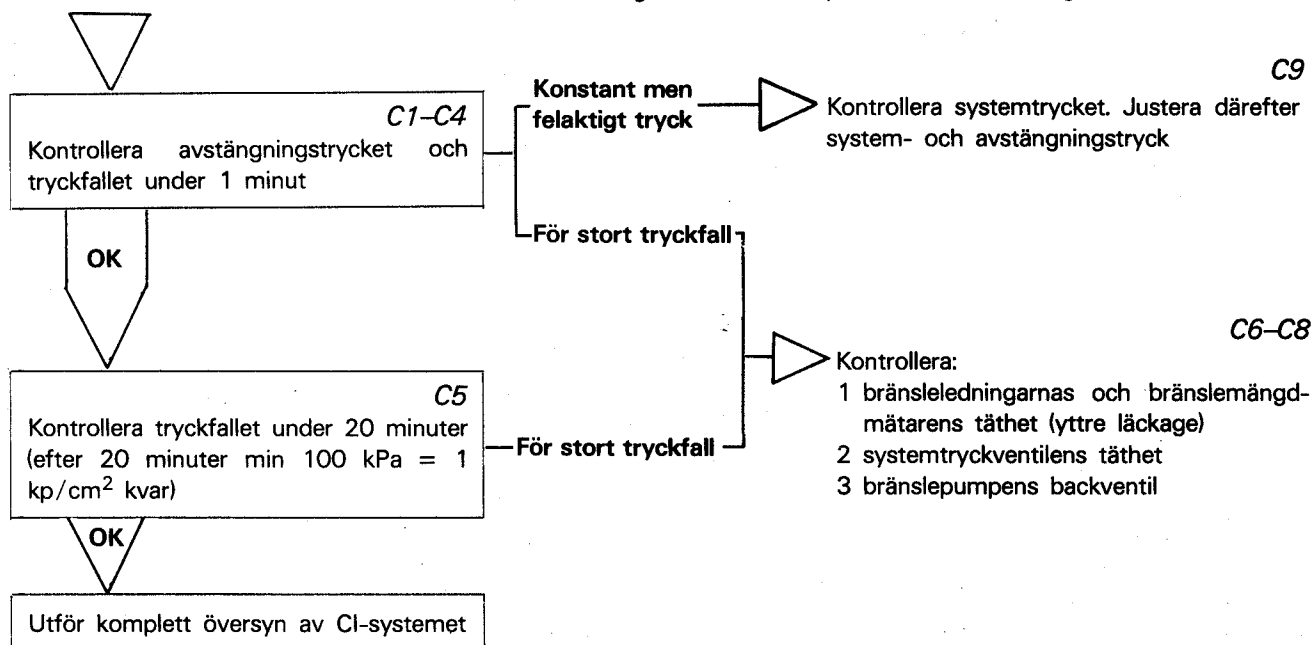 C1–C4
Kontrollera avstängningstrycket och
tryckfallet under 1 minut
Konstant men
felaktigt tryck
C9
Kontrollera systemtrycket. Justera därefter
system- och avstängningstryck
För stort tryckfall
OK
C5
Kontrollera tryckfallet under 20 minuter
(efter 20 minuter min 100 kPa = 1
kp/cm² kvar)
För stort tryckfall
C6–C8
Kontrollera:
1 bränsleledningarnas och bränslemängd-
mätarens täthet (yttre läckage)
2 systemtryckventilens täthet
3 bränslepumpens backventil
OK
Utför komplett översyn av CI-systemet